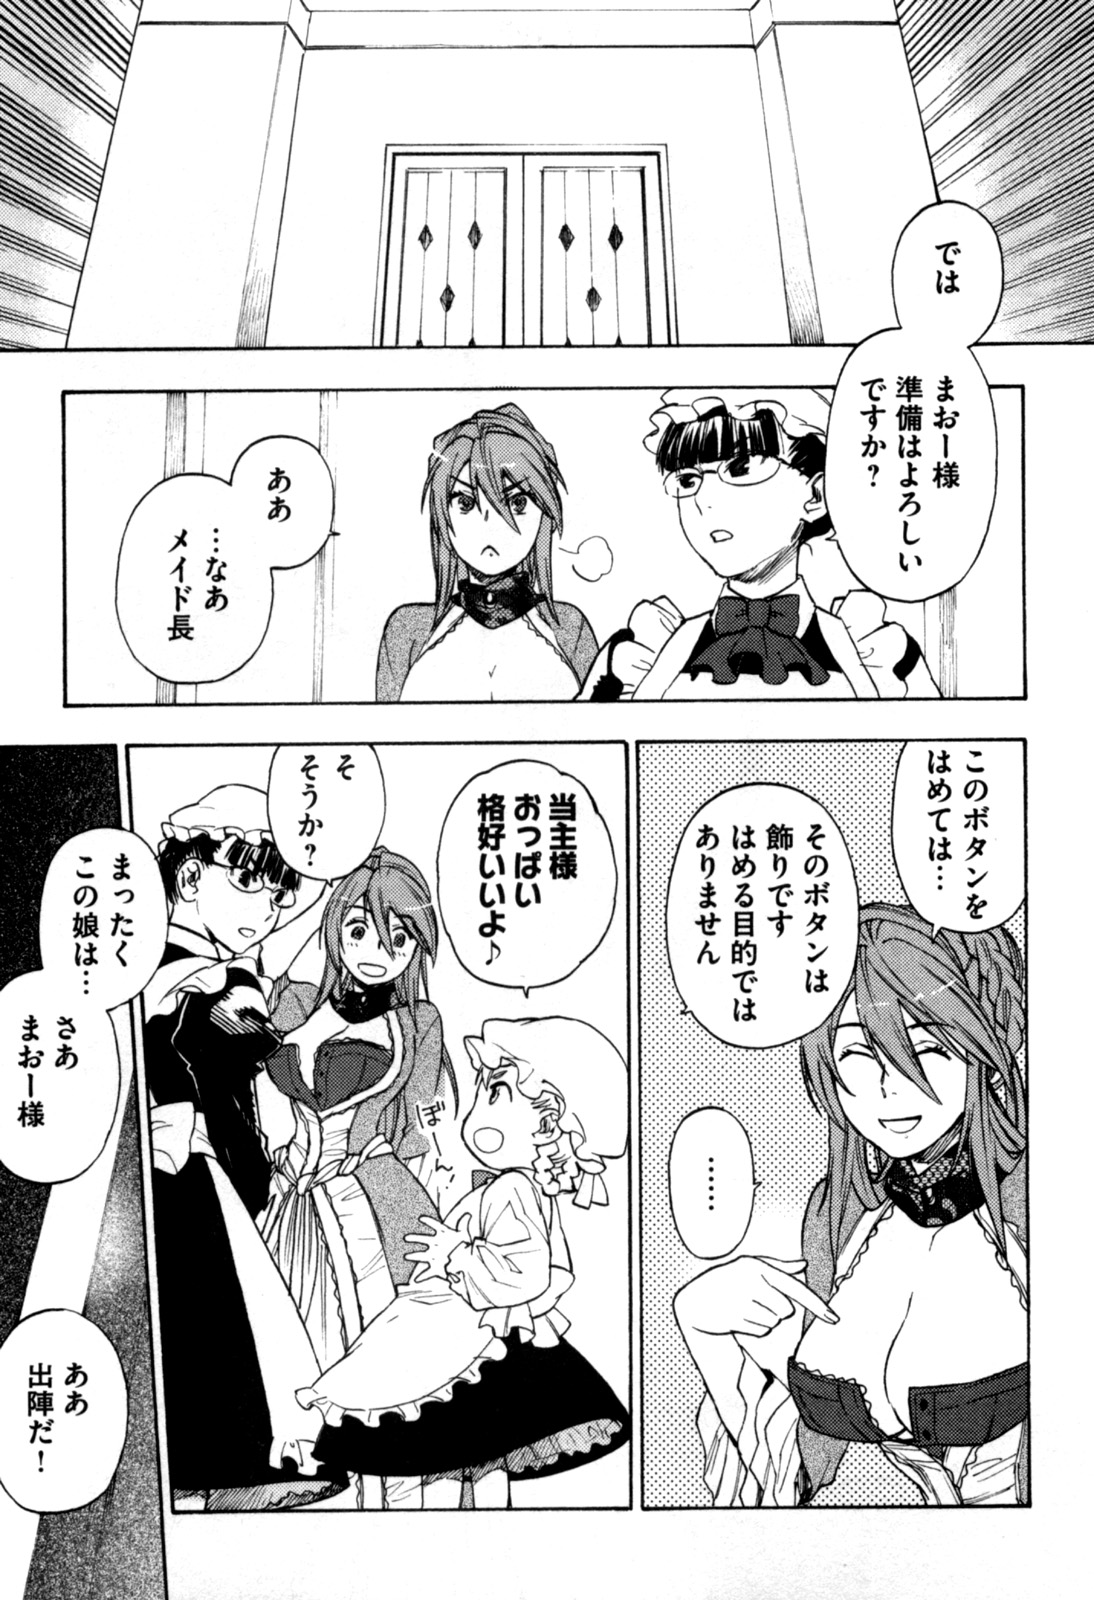 では
まおー様
準備はよろしい
ですか？
ああ
…なあ
メイド長
このボタンを
はめては…
そのボタンは
飾りです
はめる目的では
ありません
……
当主様
おっぱい
格好いいよ♪
そ
そうか？
ぼーん
まったく
この娘は…
さあ
まおー様
ああ
出陣だ！